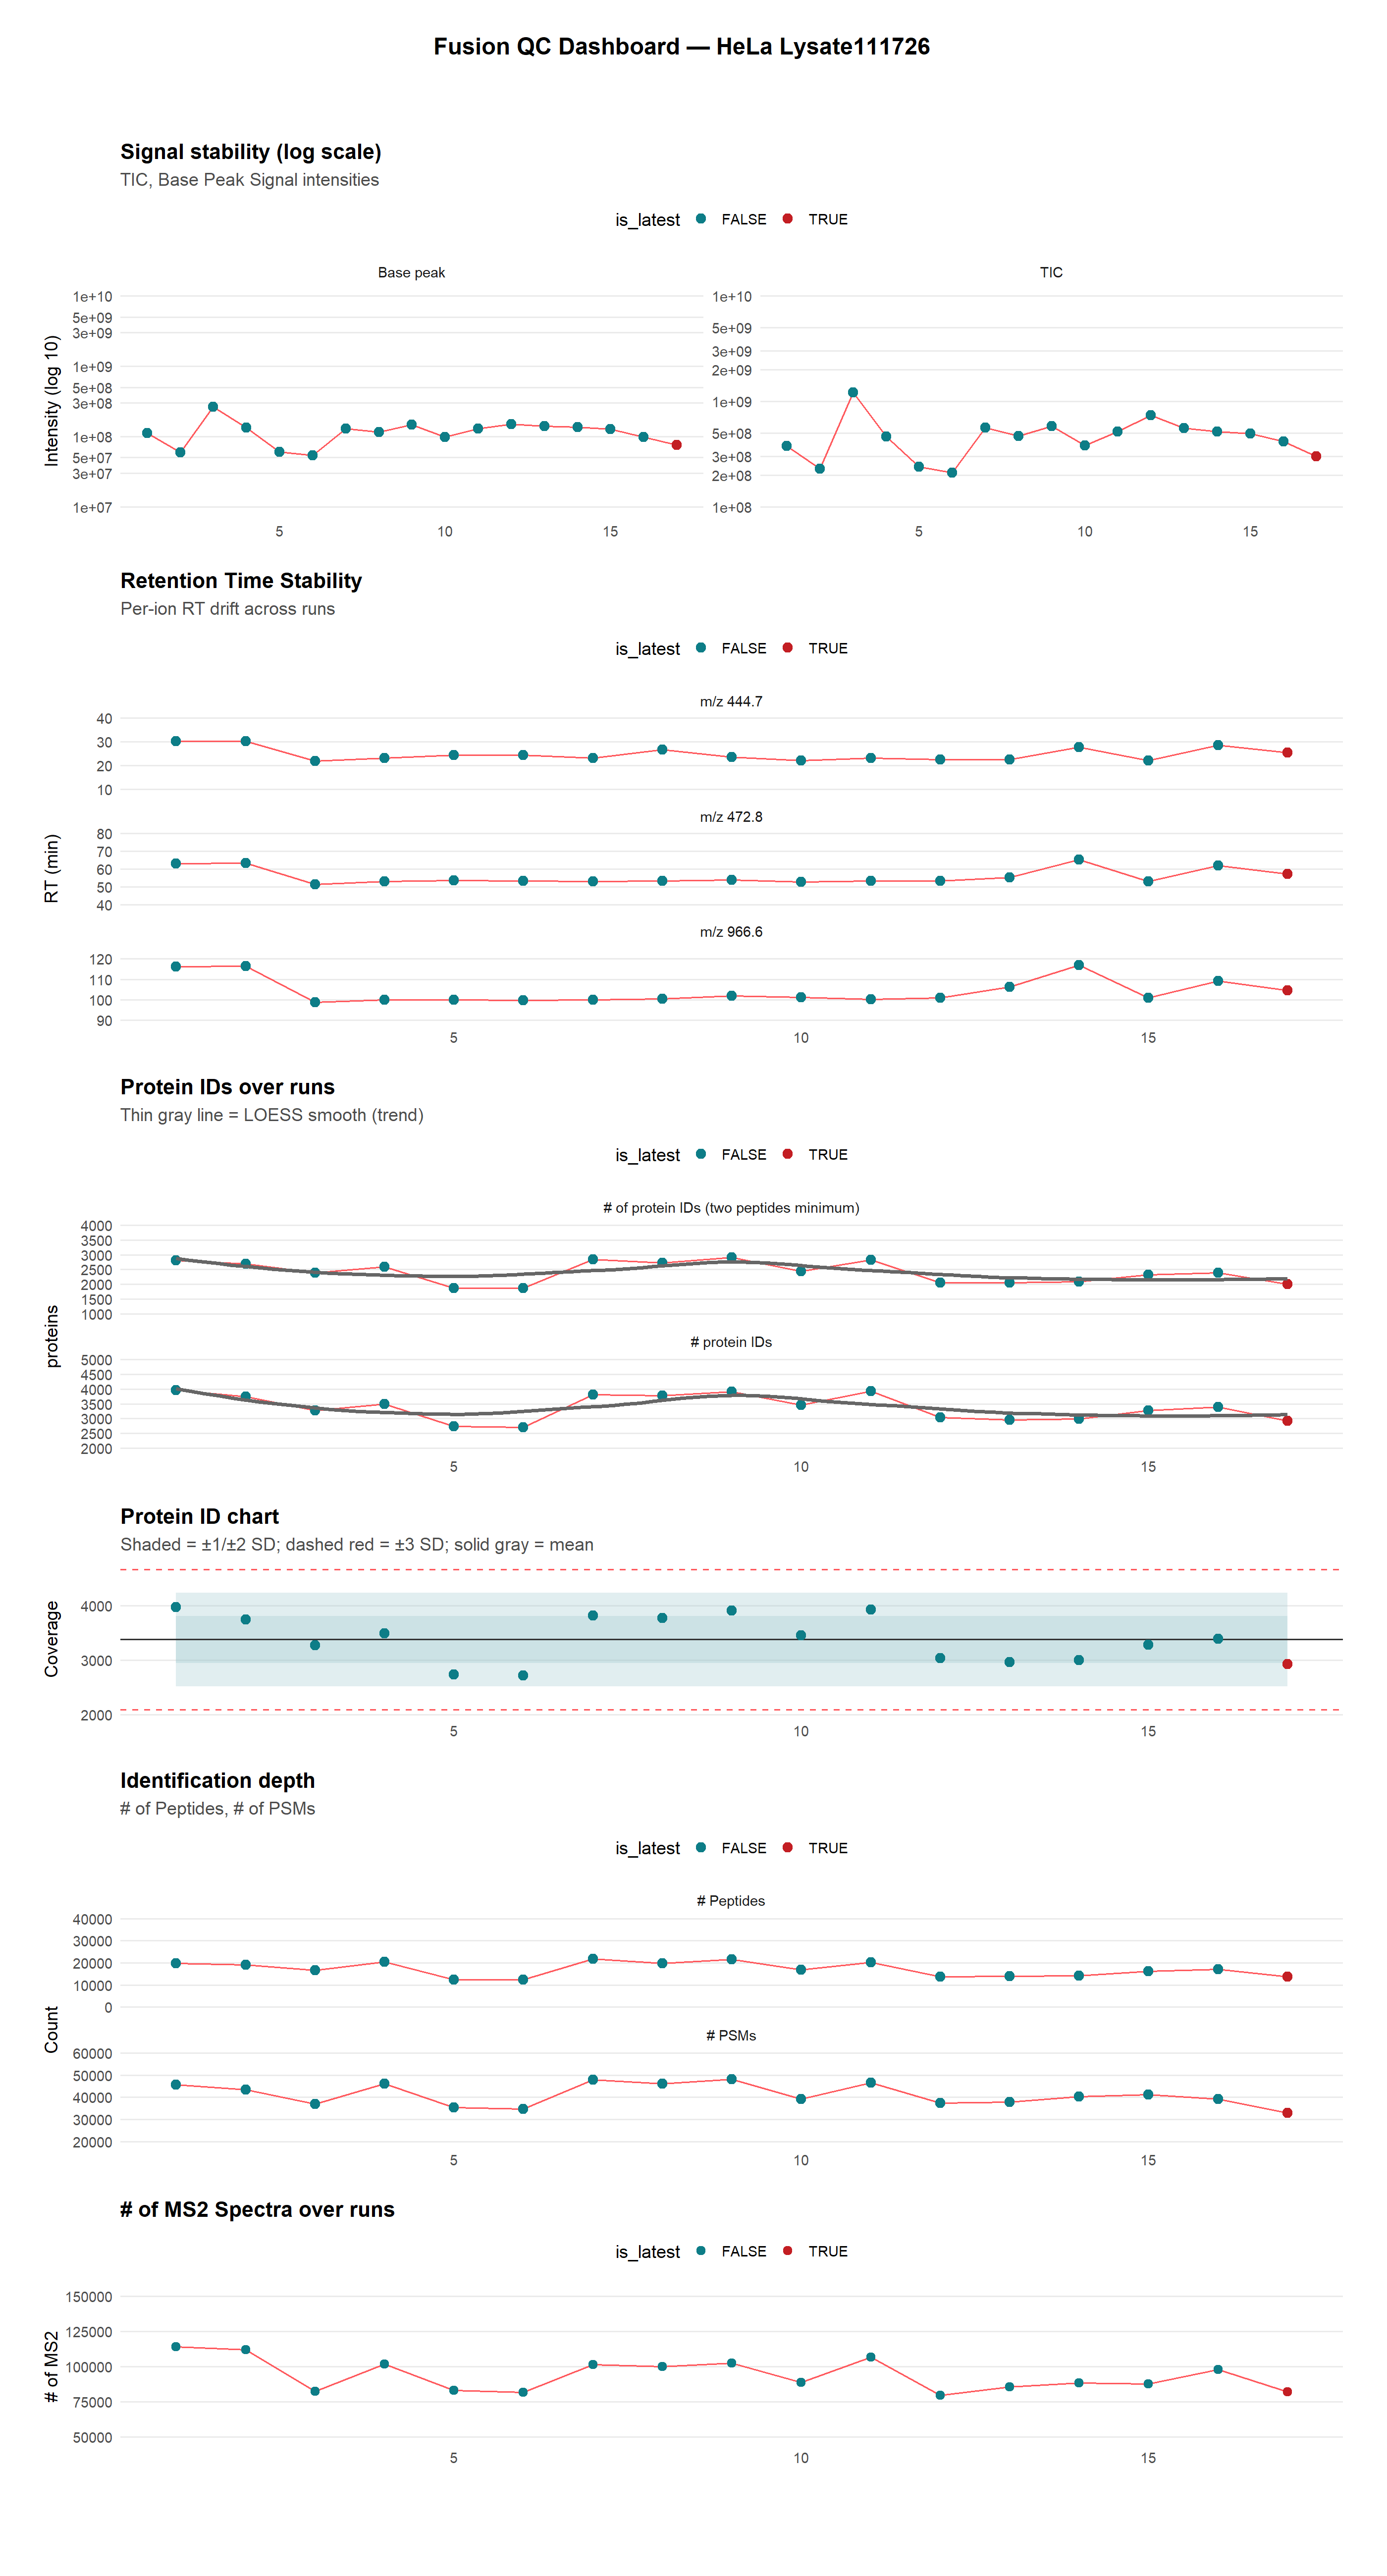 Fusion QC Dashboard — HeLa Lysate111726
Signal stability (log scale)
TIC, Base Peak Signal intensities
is_latest FALSE TRUE
Base peak TIC
Intensity (log 10)
1e+10
5e+09
3e+09
1e+09
5e+08
3e+08
1e+08
5e+07
3e+07
1e+07
5 10 15
1e+10
5e+09
3e+09
2e+09
1e+09
5e+08
3e+08
2e+08
1e+08
5 10 15
Retention Time Stability
Per-ion RT drift across runs
is_latest FALSE TRUE
RT (min)
m/z 444.7
40
30
20
10
m/z 472.8
80
70
60
50
40
m/z 966.6
120
110
100
90
5 10 15
Protein IDs over runs
Thin gray line = LOESS smooth (trend)
is_latest FALSE TRUE
proteins
# of protein IDs (two peptides minimum)
4000
3500
3000
2500
2000
1500
1000
# protein IDs
5000
4500
4000
3500
3000
2500
2000
5 10 15
Protein ID chart
Shaded = ±1/±2 SD; dashed red = ±3 SD; solid gray = mean
Coverage
4000
3000
2000
5 10 15
Identification depth
# of Peptides, # of PSMs
is_latest FALSE TRUE
Count
# Peptides
40000
30000
20000
10000
0
# PSMs
60000
50000
40000
30000
20000
5 10 15
# of MS2 Spectra over runs
is_latest FALSE TRUE
# of MS2
150000
125000
100000
75000
50000
5 10 15